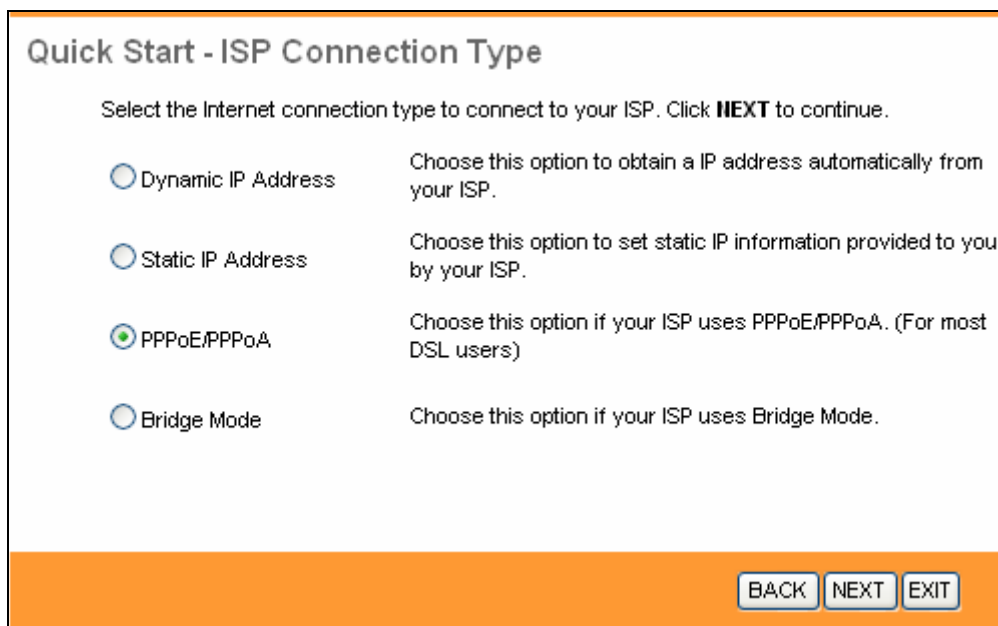 Quick Start - ISP Connection Type
Select the Internet connection type to connect to your ISP. Click NEXT to continue.
Dynamic IP Address
Choose this option to obtain a IP address automatically from
your ISP.
Static IP Address
Choose this option to set static IP information provided to you
by your ISP.
PPPoE/PPPoA
Choose this option if your ISP uses PPPoE/PPPoA. (For most
DSL users)
Bridge Mode
Choose this option if your ISP uses Bridge Mode.
BACK NEXT EXIT